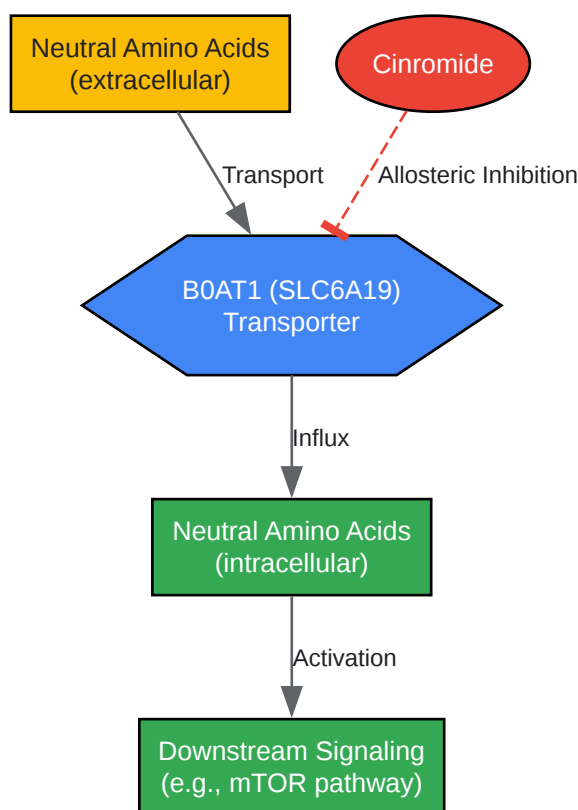 Neutral Amino Acids
(extracellular)
Cinromide
Transport
Allosteric Inhibition
B0AT1 (SLC6A19)
Transporter
Influx
Neutral Amino Acids
(intracellular)
Activation
Downstream Signaling
(e.g., mTOR pathway)